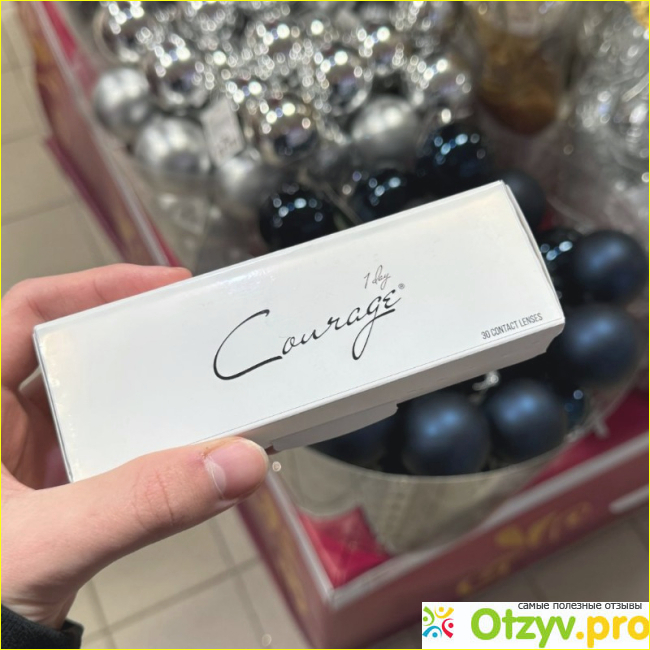 1 day
Courage®
30 CONTACT LENSES
самые полезные отзывы
Otzyv.pro